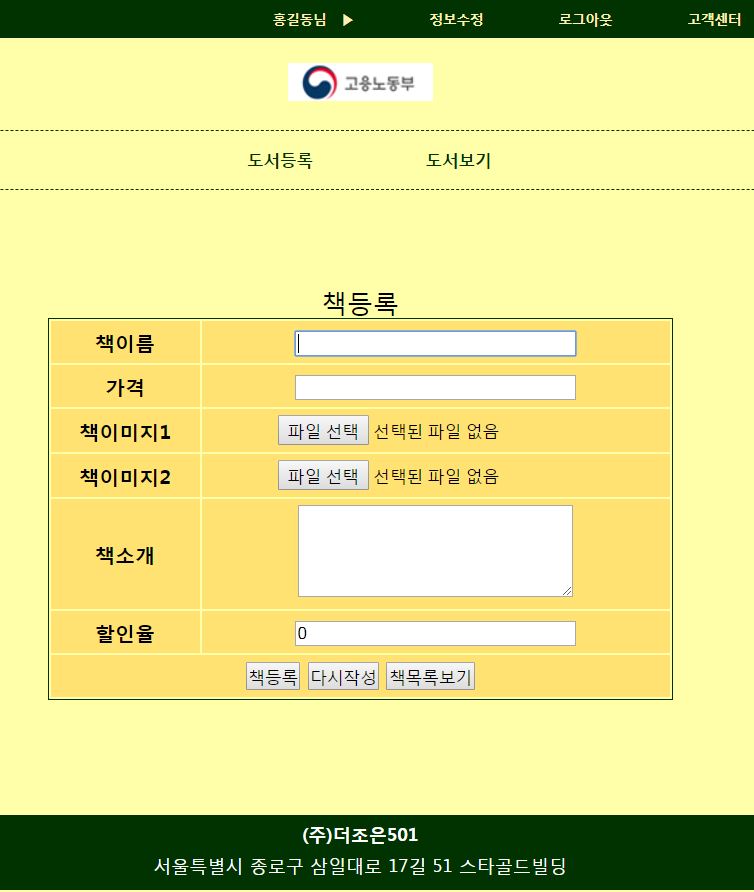 홍길동님 ▶ 정보수정 로그아웃 고객센터
고용노동부
도서등록 도서보기
책등록
책이름
가격
책이미지1 파일 선택 선택된 파일 없음
책이미지2 파일 선택 선택된 파일 없음
책소개
할인율 0
책등록 다시작성 책목록보기
(주)더조은501
서울특별시 종로구 삼일대로 17길 51 스타골드빌딩